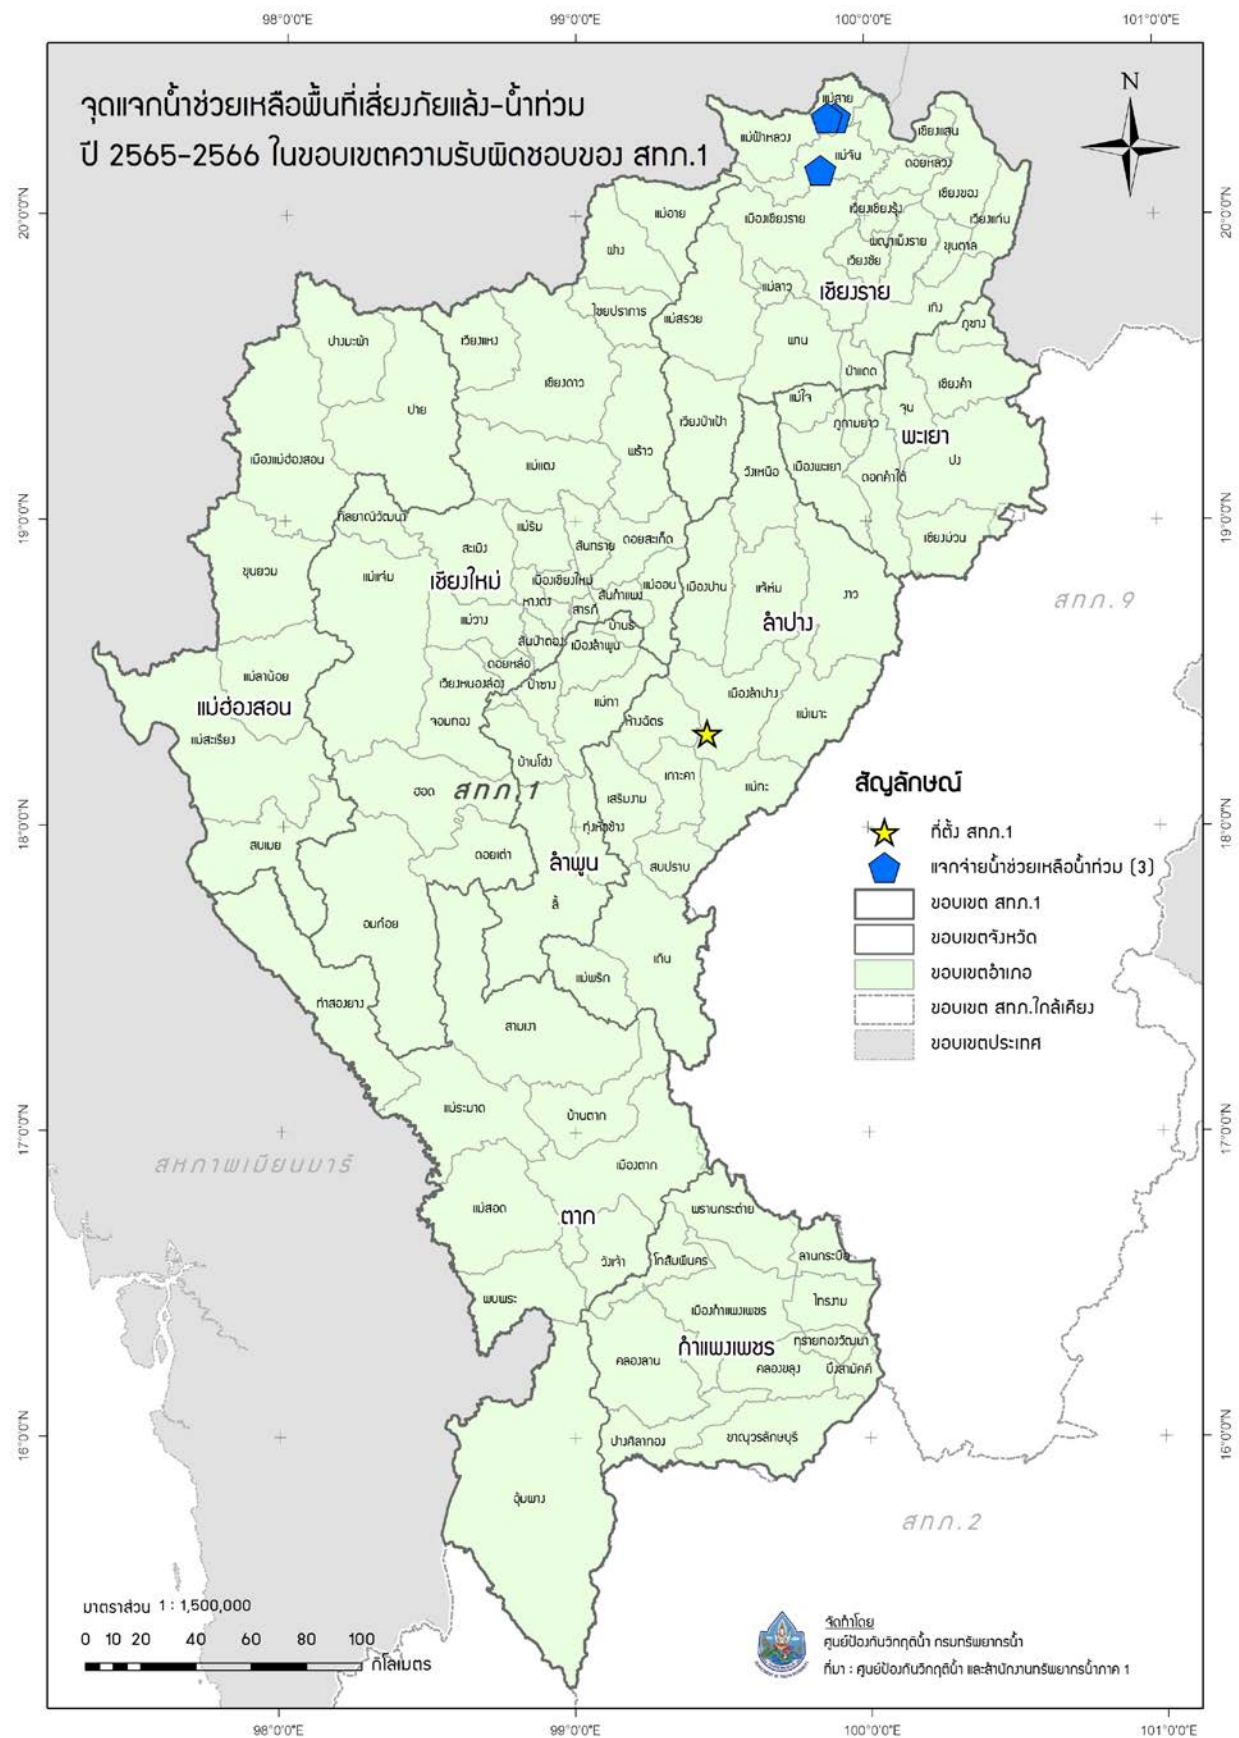 98°0'0"E 99°0'0"E 100°0'0"E 101°0'0"E
จุดแจกน้ำช่วยเหลือพื้นที่เสี่ยงภัยแล้ง-น้ำท่วม
ปี 2565-2566 ในขอบเขตความรับผิดชอบของ สทภ.1
N
แม่สาย
แม่ฟ้าหลวง
แม่จัน
เชียงแสน
ดอยหลวง
เชียงของ
20°0'0"N
20°0'0"N
แม่อาย
เมืองเชียงราย
เวียงเชียงรุ้ง
เวียงแก่น
ฝาง
พญาเม็งราย
ขุนตาล
เวียงชัย
แม่ลาว
เชียงราย
ไชยปราการ
แม่สรวย
เทิง
ภูซาง
ปางมะผ้า
เวียงแหง
พาน
ป่าแดด
เชียงดาว
เชียงคำ
ปาย
แม่ใจ
จุน
เวียงป่าเป้า
ภูกามยาว
พะเยา
พร้าว
เมืองแม่ฮ่องสอน
แม่แตง
วังเหนือ
เมืองพะเยา
ปง
ดอกคำใต้
19°0'0"N
19°0'0"N
กัลยาณิวัฒนา
แม่ริม
สันทราย
ดอยสะเก็ด
เชียงม่วน
สะเมิง
ขุนยวม
แม่แจ่ม
เชียงใหม่
เมืองเชียงใหม่
แม่ออน
เมืองปาน
แจ้ห่ม
งาว
สทภ.9
หางดง
สันกำแพง
สารภี
แม่วาง
บ้านธิ
ลำปาง
สันป่าตอง
เมืองลำพูน
ดอยหล่อ
แม่ลาน้อย
เวียงหนองล่อง
ป่าซาง
เมืองลำปาง
แม่ฮ่องสอน
จอมทอง
แม่ทา
ห้างฉัตร
แม่เมาะ
แม่สะเรียง
บ้านโฮ่ง
เกาะคา
แม่ทะ
สัญลักษณ์
ฮอด
สทภ.1
เสริมงาม
18°0'0"N
18°0'0"N
ทุ่งหัวช้าง
ที่ตั้ง สทภ.1
สบเมย
ดอยเต่า
ลำพูน
สบปราบ
แจกจ่ายน้ำช่วยเหลือน้ำท่วม (3)
ลี้
ขอบเขต สทภ.1
อมก๋อย
ขอบเขตจังหวัด
เถิน
แม่พริก
ขอบเขตอำเภอ
ท่าสองยาง
ขอบเขต สทภ.ใกล้เคียง
สามเงา
ขอบเขตประเทศ
แม่ระมาด
บ้านตาก
17°0'0"N
17°0'0"N
สหภาพเมียนมาร์
เมืองตาก
แม่สอด
ตาก
พรานกระต่าย
วังเจ้า
โกสัมพีนคร
ลานกระบือ
พบพระ
เมืองกำแพงเพชร
ไทรงาม
กำแพงเพชร
ทรายทองวัฒนา
คลองลาน
คลองขลุง
บึงสามัคคี
16°0'0"N
16°0'0"N
ปางศิลาทอง
ขาณุวรลักษบุรี
อุ้มผาง
สทภ.2
มาตราส่วน 1 : 1,500,000
0 10 20 40 60 80 100
กิโลเมตร
จัดทำโดย
ศูนย์ป้องกันวิกฤติน้ำ กรมทรัพยากรน้ำ
ที่มา : ศูนย์ป้องกันวิกฤติน้ำ และสำนักงานทรัพยากรน้ำภาค 1
98°0'0"E 99°0'0"E 100°0'0"E 101°0'0"E